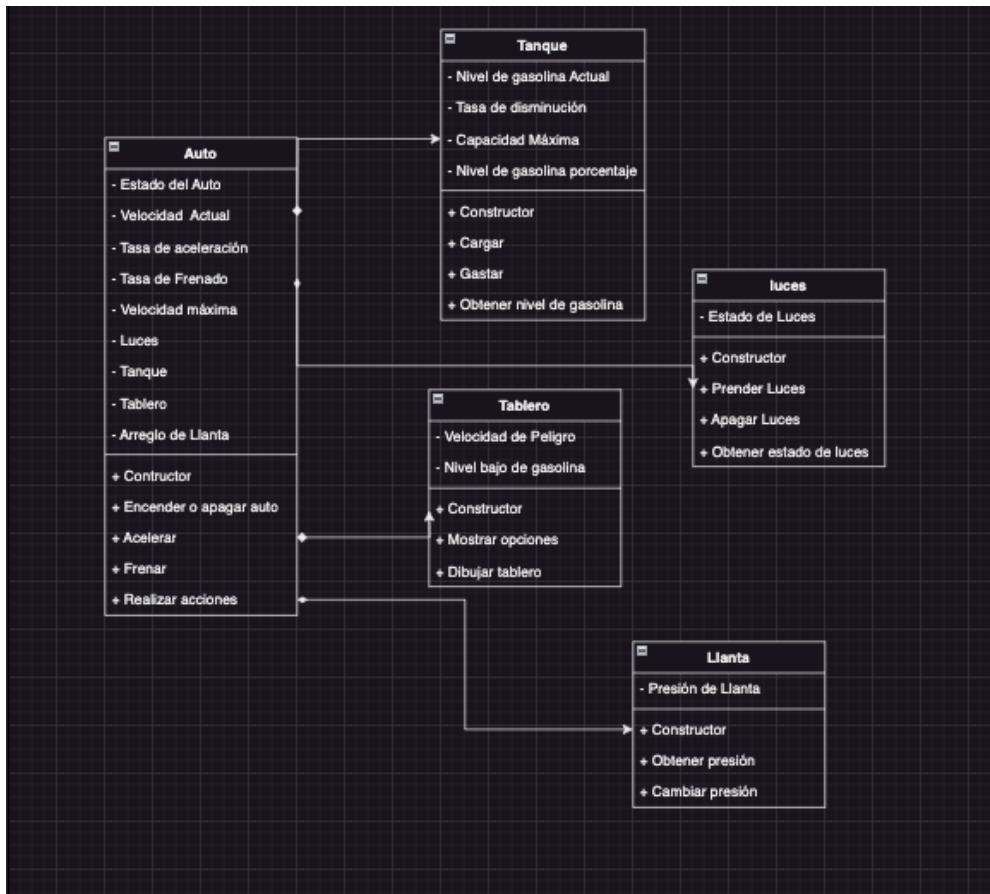 Tanque
- Nivel de gasolina Actual
- Tasa de disminución
- Capacidad Máxima
- Nivel de gasolina porcentaje
+ Constructor
+ Cargar
+ Gastar
+ Obtener nivel de gasolina
Auto
- Estado del Auto
- Velocidad Actual
- Tasa de aceleración
- Tasa de Frenado
- Velocidad máxima
- Luces
- Tanque
- Tablero
- Arreglo de Llanta
+ Contructor
+ Encender o apagar auto
+ Acelerar
+ Frenar
+ Realizar acciones
luces
- Estado de Luces
+ Constructor
+ Prender Luces
+ Apagar Luces
+ Obtener estado de luces
Tablero
- Velocidad de Peligro
- Nivel bajo de gasolina
+ Constructor
+ Mostrar opciones
+ Dibujar tablero
Llanta
- Presión de Llanta
+ Constructor
+ Obtener presión
+ Cambiar presión